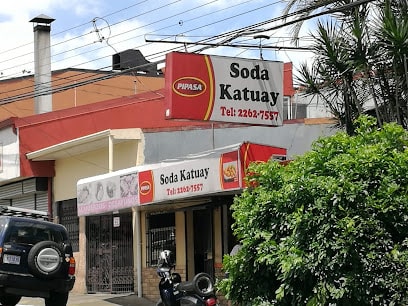 PIPASA
Soda
Katuay
Tel: 2262-7557
Soda Katuay
Tel: 2262-7557